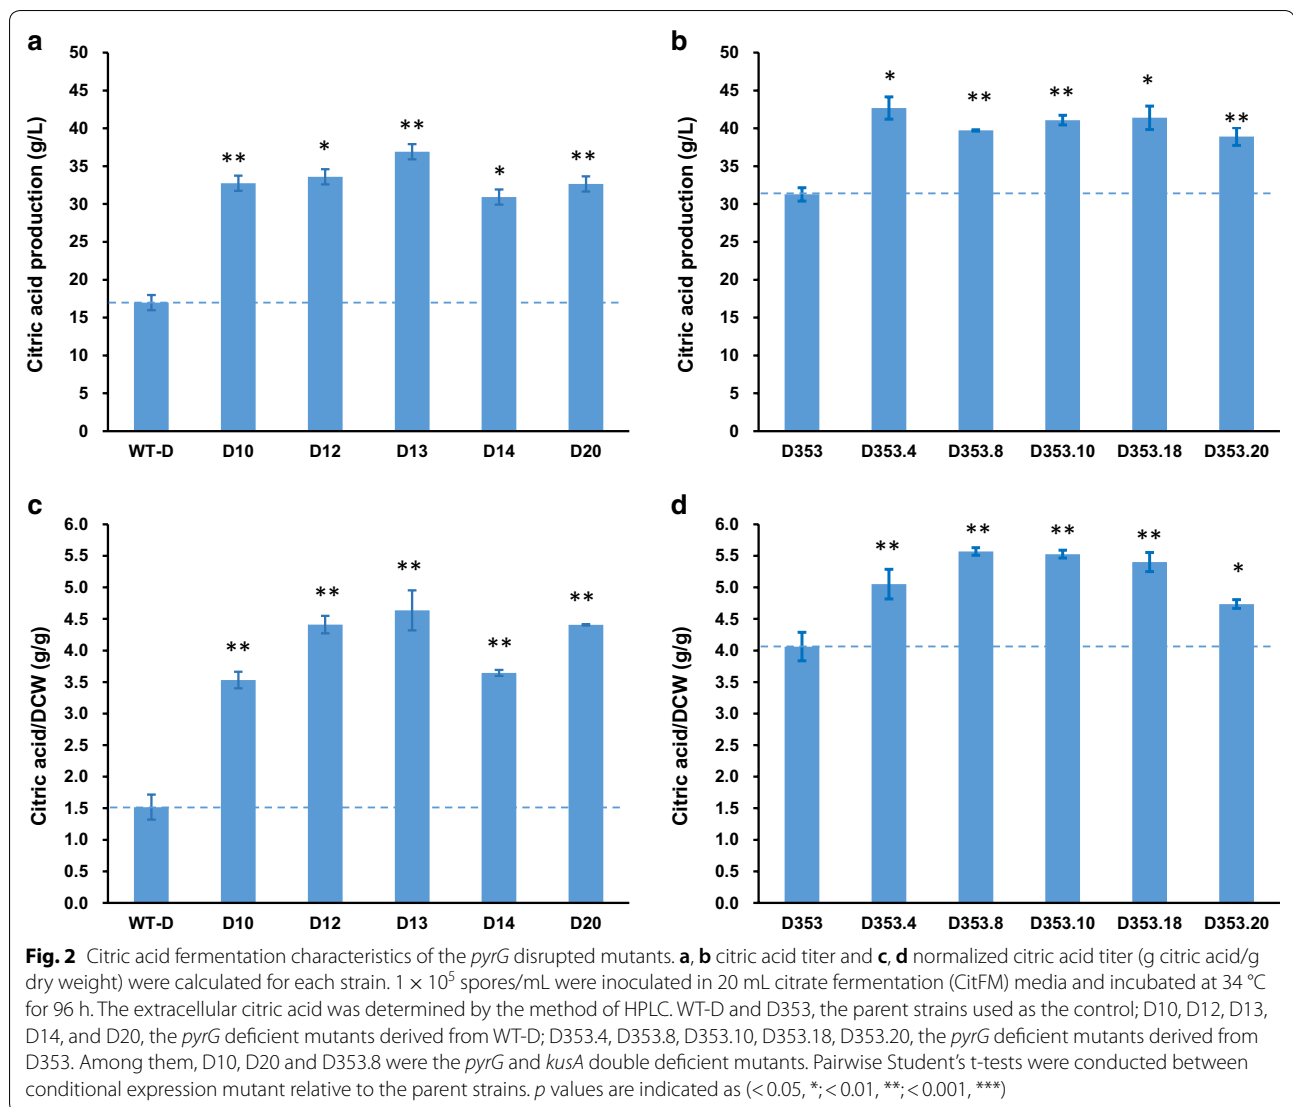 a
50
45
40
35
30
25
20
15
10
5
0
Citric acid production (g/L)
** * ** * **
WT-D D10 D12 D13 D14 D20
b
50
45
40
35
30
25
20
15
10
5
0
Citric acid production (g/L)
* ** ** * **
D353 D353.4 D353.8 D353.10 D353.18 D353.20
c
6.0
5.5
5.0
4.5
4.0
3.5
3.0
2.5
2.0
1.5
1.0
0.5
0.0
Citric acid/DCW (g/g)
** ** ** ** **
WT-D D10 D12 D13 D14 D20
d
6.0
5.5
5.0
4.5
4.0
3.5
3.0
2.5
2.0
1.5
1.0
0.5
0.0
Citric acid/DCW (g/g)
** ** ** ** *
D353 D353.4 D353.8 D353.10 D353.18 D353.20
Fig. 2 Citric acid fermentation characteristics of the pyrG disrupted mutants. a, b citric acid titer and c, d normalized citric acid titer (g citric acid/g
dry weight) were calculated for each strain. 1 × 10⁵ spores/mL were inoculated in 20 mL citrate fermentation (CitFM) media and incubated at 34 °C
for 96 h. The extracellular citric acid was determined by the method of HPLC. WT-D and D353, the parent strains used as the control; D10, D12, D13,
D14, and D20, the pyrG deficient mutants derived from WT-D; D353.4, D353.8, D353.10, D353.18, D353.20, the pyrG deficient mutants derived from
D353. Among them, D10, D20 and D353.8 were the pyrG and kusA double deficient mutants. Pairwise Student's t-tests were conducted between
conditional expression mutant relative to the parent strains. p values are indicated as (< 0.05, *; < 0.01, **; < 0.001, ***)